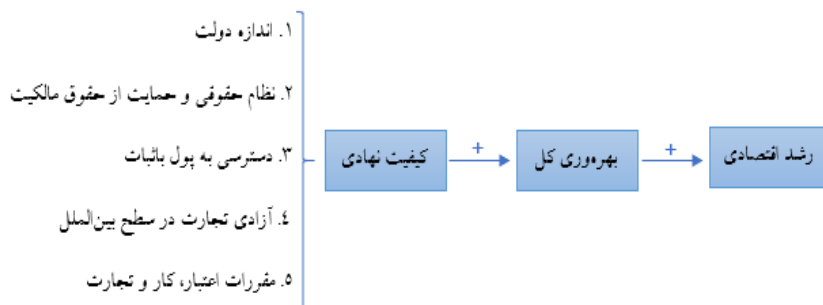 ۱. اندازه دولت
۲. نظام حقوقی و حمایت از حقوق مالکیت
۳. دسترسی به پول باثبات
۴. آزادی تجارت در سطح بین‌الملل
۵. مقررات اعتبار، کار و تجارت
کیفیت نهادی
+
بهره‌وری کل
+
رشد اقتصادی